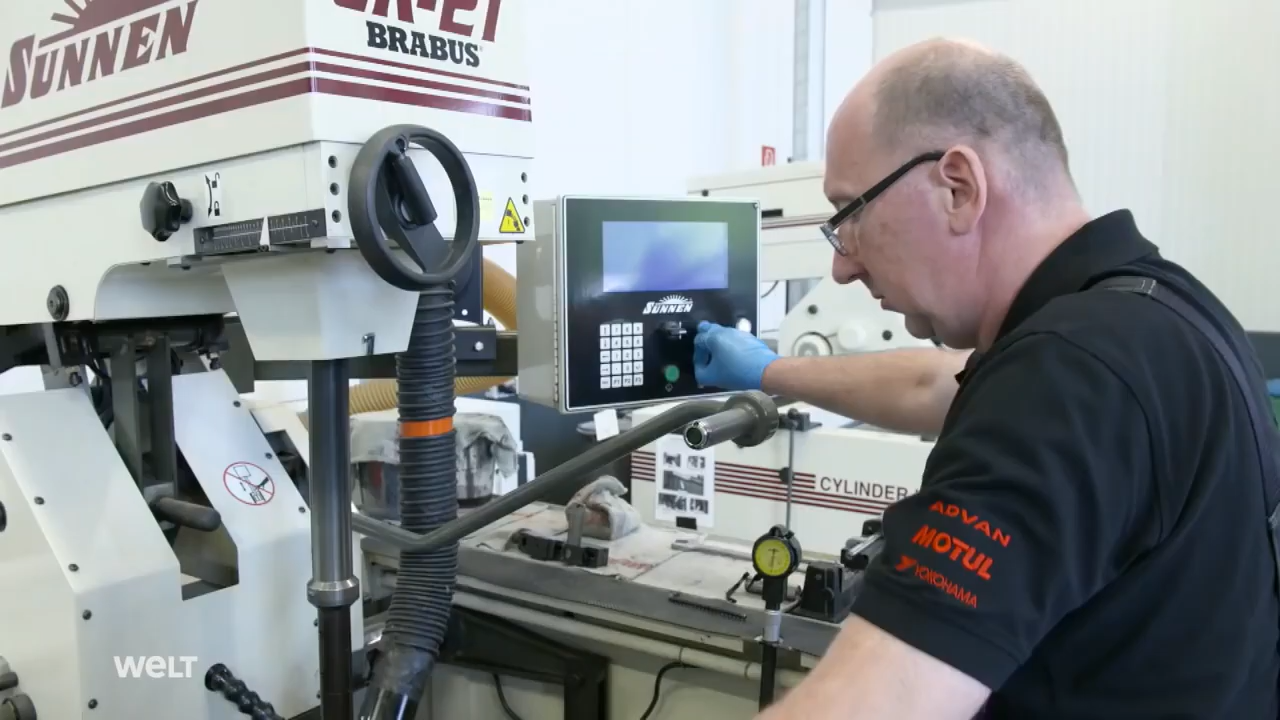 SUNNEN
BRABUS
SUNNEN
CYLINDER
ADVAN
MOTUL
YOKOHAMA
WELT